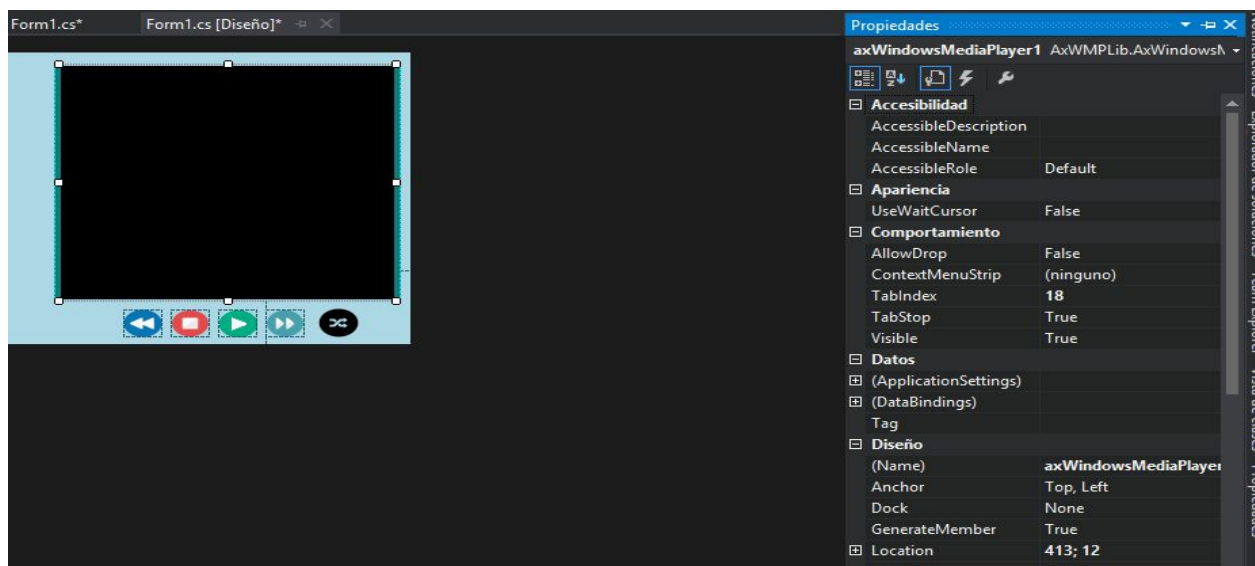 Form1.cs*
Form1.cs [Diseño]*
Propiedades
axWindowsMediaPlayer1 AxWMPLib.AxWindowsM
Accesibilidad
AccessibleDescription
AccessibleName
AccessibleRole Default
Apariencia
UseWaitCursor False
Comportamiento
AllowDrop False
ContextMenuStrip (ninguno)
TabIndex 18
TabStop True
Visible True
Datos
(ApplicationSettings)
(DataBindings)
Tag
Diseño
(Name) axWindowsMediaPlayer
Anchor Top, Left
Dock None
GenerateMember True
Location 413; 12